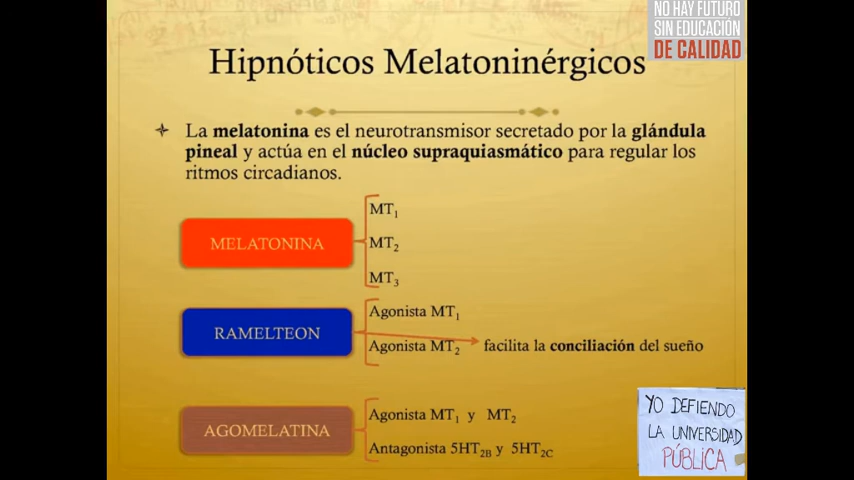 NO HAY FUTURO
SIN EDUCACIÓN
DE CALIDAD
Hipnóticos Melatoninérgicos
La melatonina es el neurotransmisor secretado por la glándula
pineal y actúa en el núcleo supraquiasmático para regular los
ritmos circadianos.
MELATONINA
MT1
MT2
MT3
RAMELTEON
Agonista MT1
Agonista MT2
facilita la conciliación del sueño
AGOMELATINA
Agonista MT1 y MT2
Antagonista 5HT2B y 5HT2C
YO DEFIENDO
LA UNIVERSIDAD
PÚBLICA